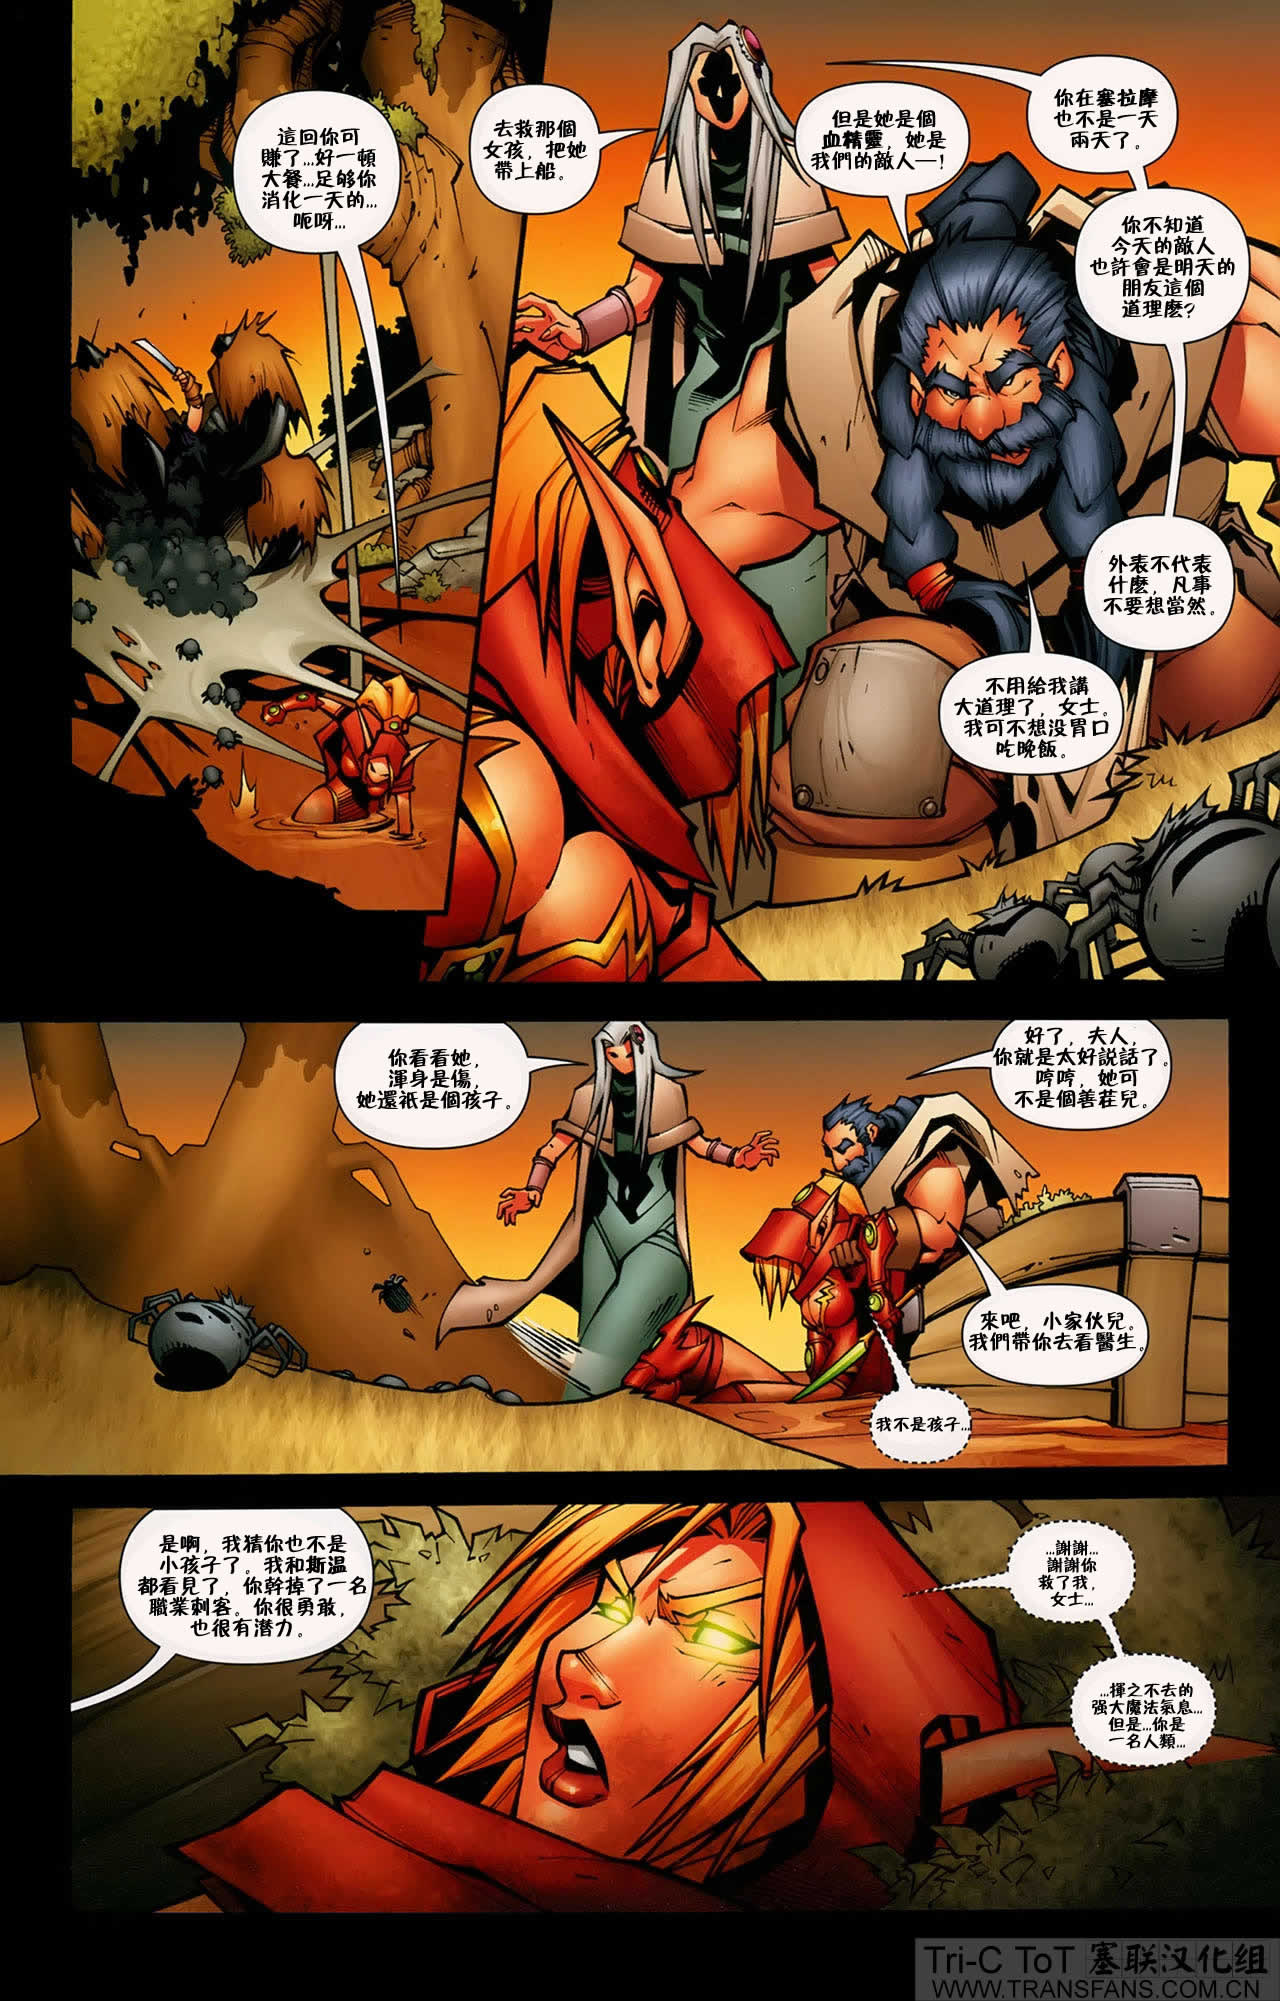 這回你可
賺了...好一頓
大餐...足够你
消化一天的...
呃呀...
去救那個
女孩，把她
帶上船。
但是她是個
血精靈，她是
我們的敵人—!
你在塞拉摩
也不是一天
兩天了。
你不知道
今天的敵人
也許會是明天的
朋友這個
道理麽?
外表不代表
什麽，凡事
不要想當然。
不用給我講
大道理了，女士。
我可不想没胃口
吃晚飯。
你看看她，
渾身是傷，
她還衹是個孩子。
好了，夫人，
你就是太好説話了。
哼哼，她可
不是個善茬兒。
來吧，小家伙兒。
我們帶你去看醫生。
我不是孩子...
是啊，我猜你也不是
小孩子了。我和斯温
都看見了，你幹掉了一名
職業刺客。你很勇敢，
也很有潛力。
...謝謝...
謝謝你
救了我，
女士...
...揮之不去的
强大魔法氣息...
但是...你是
一名人類...
Tri-C ToT 塞联汉化组
WWW.TRANSFANS.COM.CN